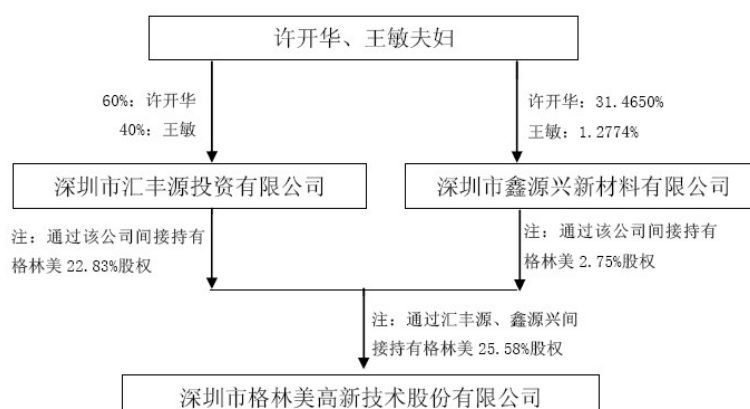 许开华、王敏夫妇
60%：许开华
40%：王敏
许开华：31.4650%
王敏：1.2774%
深圳市汇丰源投资有限公司
深圳市鑫源兴新材料有限公司
注：通过该公司间接持有
格林美 22.83%股权
注：通过该公司间接持有
格林美 2.75%股权
注：通过汇丰源、鑫源兴间
接持有格林美 25.58%股权
深圳市格林美高新技术股份有限公司